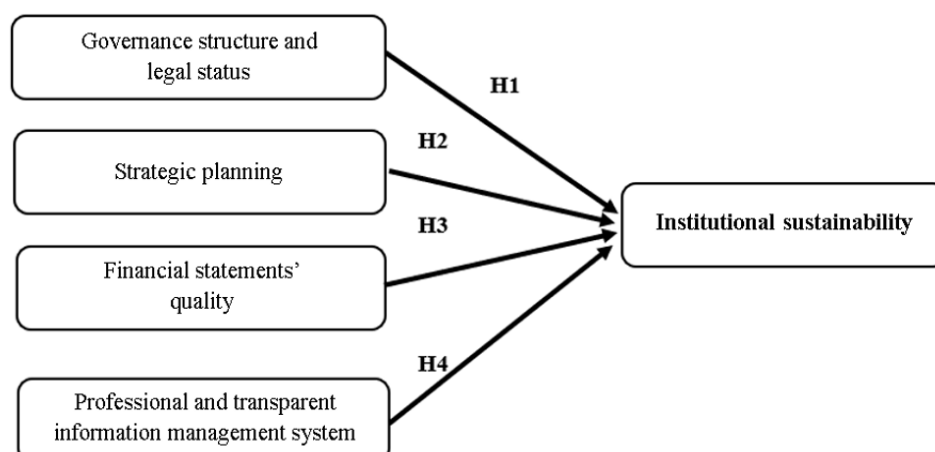 Governance structure and
legal status
H1
H2
Strategic planning
Institutional sustainability
H3
Financial statements’
quality
H4
Professional and transparent
information management system